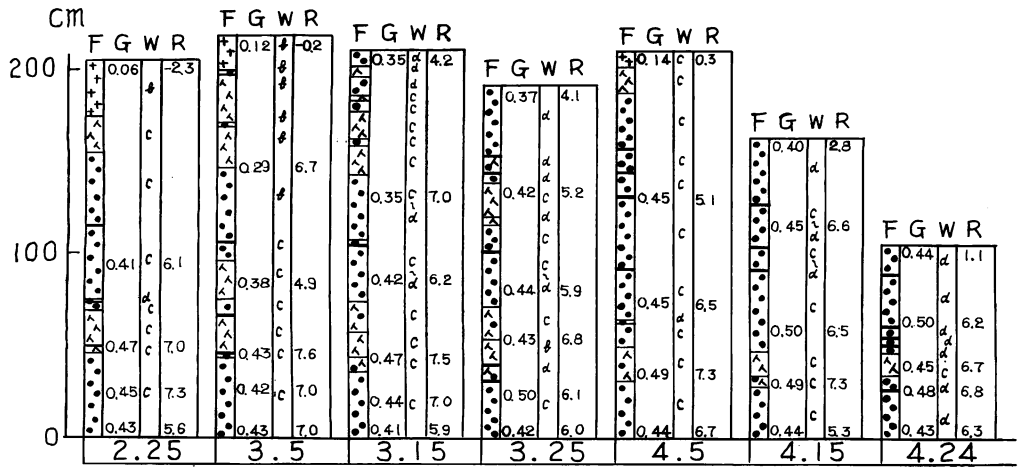 cm
200
100
0
F G W R
0.06 -2.3
b
c
c
0.41 c 6.1
d
c
c
0.47 c 7.0
0.45 c 7.3
0.43 5.6
2.25
F G W R
0.12 b -0.2
b
b
b
b
0.29 6.7
b
c
c
0.38 4.9
c
0.43 c 7.6
0.42 c 7.0
0.43 7.0
3.5
F G W R
0.35 d 4.2
d
d
c
c
c
c
0.35 c~d 7.0
0.42 c~d 6.2
c
c
0.47 7.5
0.44 c 7.0
0.41 5.9
3.15
F G W R
0.37 4.1
d
d
d
0.42 c 5.2
d
c
0.44 c~d 5.9
c
0.43 b 6.8
d
0.50 c 6.1
0.42 6.0
3.25
F G W R
0.14 c 0.3
c
c
c
c
0.45 5.1
c
c
0.45 6.5
d
c
0.49 c 7.3
c
0.44 6.7
4.5
F G W R
0.40 2.8
d
0.45 c~d 6.6
c~d
c
0.50 6.5
c
0.49 c 7.3
c
0.44 5.3
4.15
F G W R
0.44 d 1.1
d
0.50 6.2
d
d
d
0.45 c 6.7
0.48 d 6.8
d
0.43 6.3
4.24